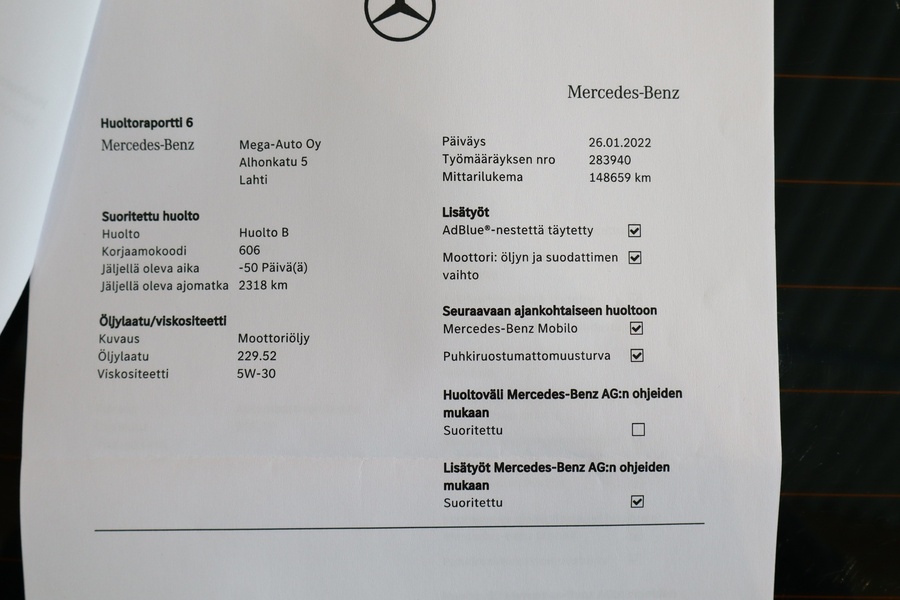 Mercedes-Benz
Huoltoraportti 6
Mercedes-Benz
Mega-Auto Oy
Alhonkatu 5
Lahti
Päiväys 26.01.2022
Työmääräyksen nro 283940
Mittarilukema 148659 km
Suoritettu huolto
Huolto Huolto B
Korjaamokoodi 606
Jäljellä oleva aika -50 Päivä(ä)
Jäljellä oleva ajomatka 2318 km
Öljylaatu/viskositeetti
Kuvaus Moottoriöljy
Öljylaatu 229.52
Viskositeetti 5W-30
Lisätyöt
AdBlue®-nestettä täytetty
Moottori: öljyn ja suodattimen
vaihto
Seuraavaan ajankohtaiseen huoltoon
Mercedes-Benz Mobilo
Puhkiruostumattomuusturva
Huoltoväli Mercedes-Benz AG:n ohjeiden
mukaan
Suoritettu
Lisätyöt Mercedes-Benz AG:n ohjeiden
mukaan
Suoritettu